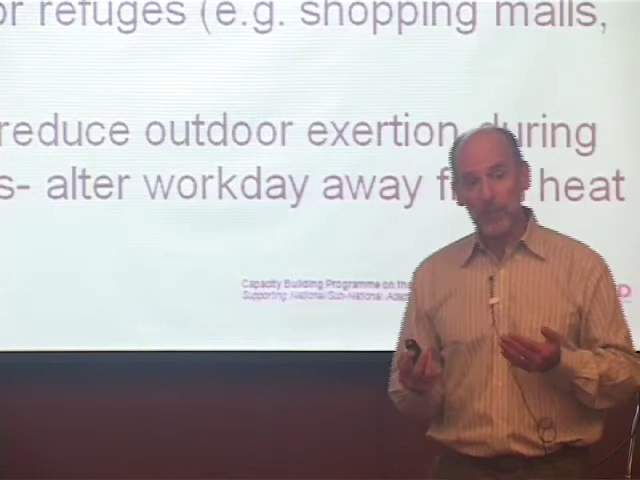 or refuges (e.g. shopping malls,
reduce outdoor exertion during
s- alter workday away heat
Capacity Building Programme on the
Supporting National/Sub-National
D